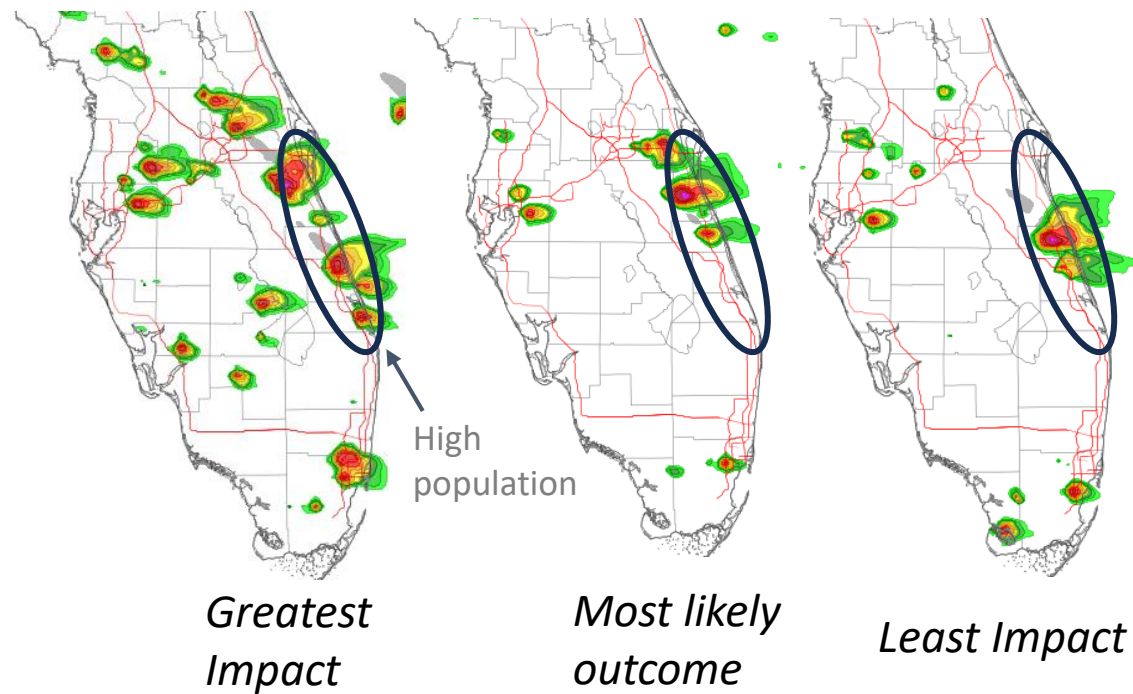 High
population
Greatest
Impact
Most likely
outcome
Least Impact